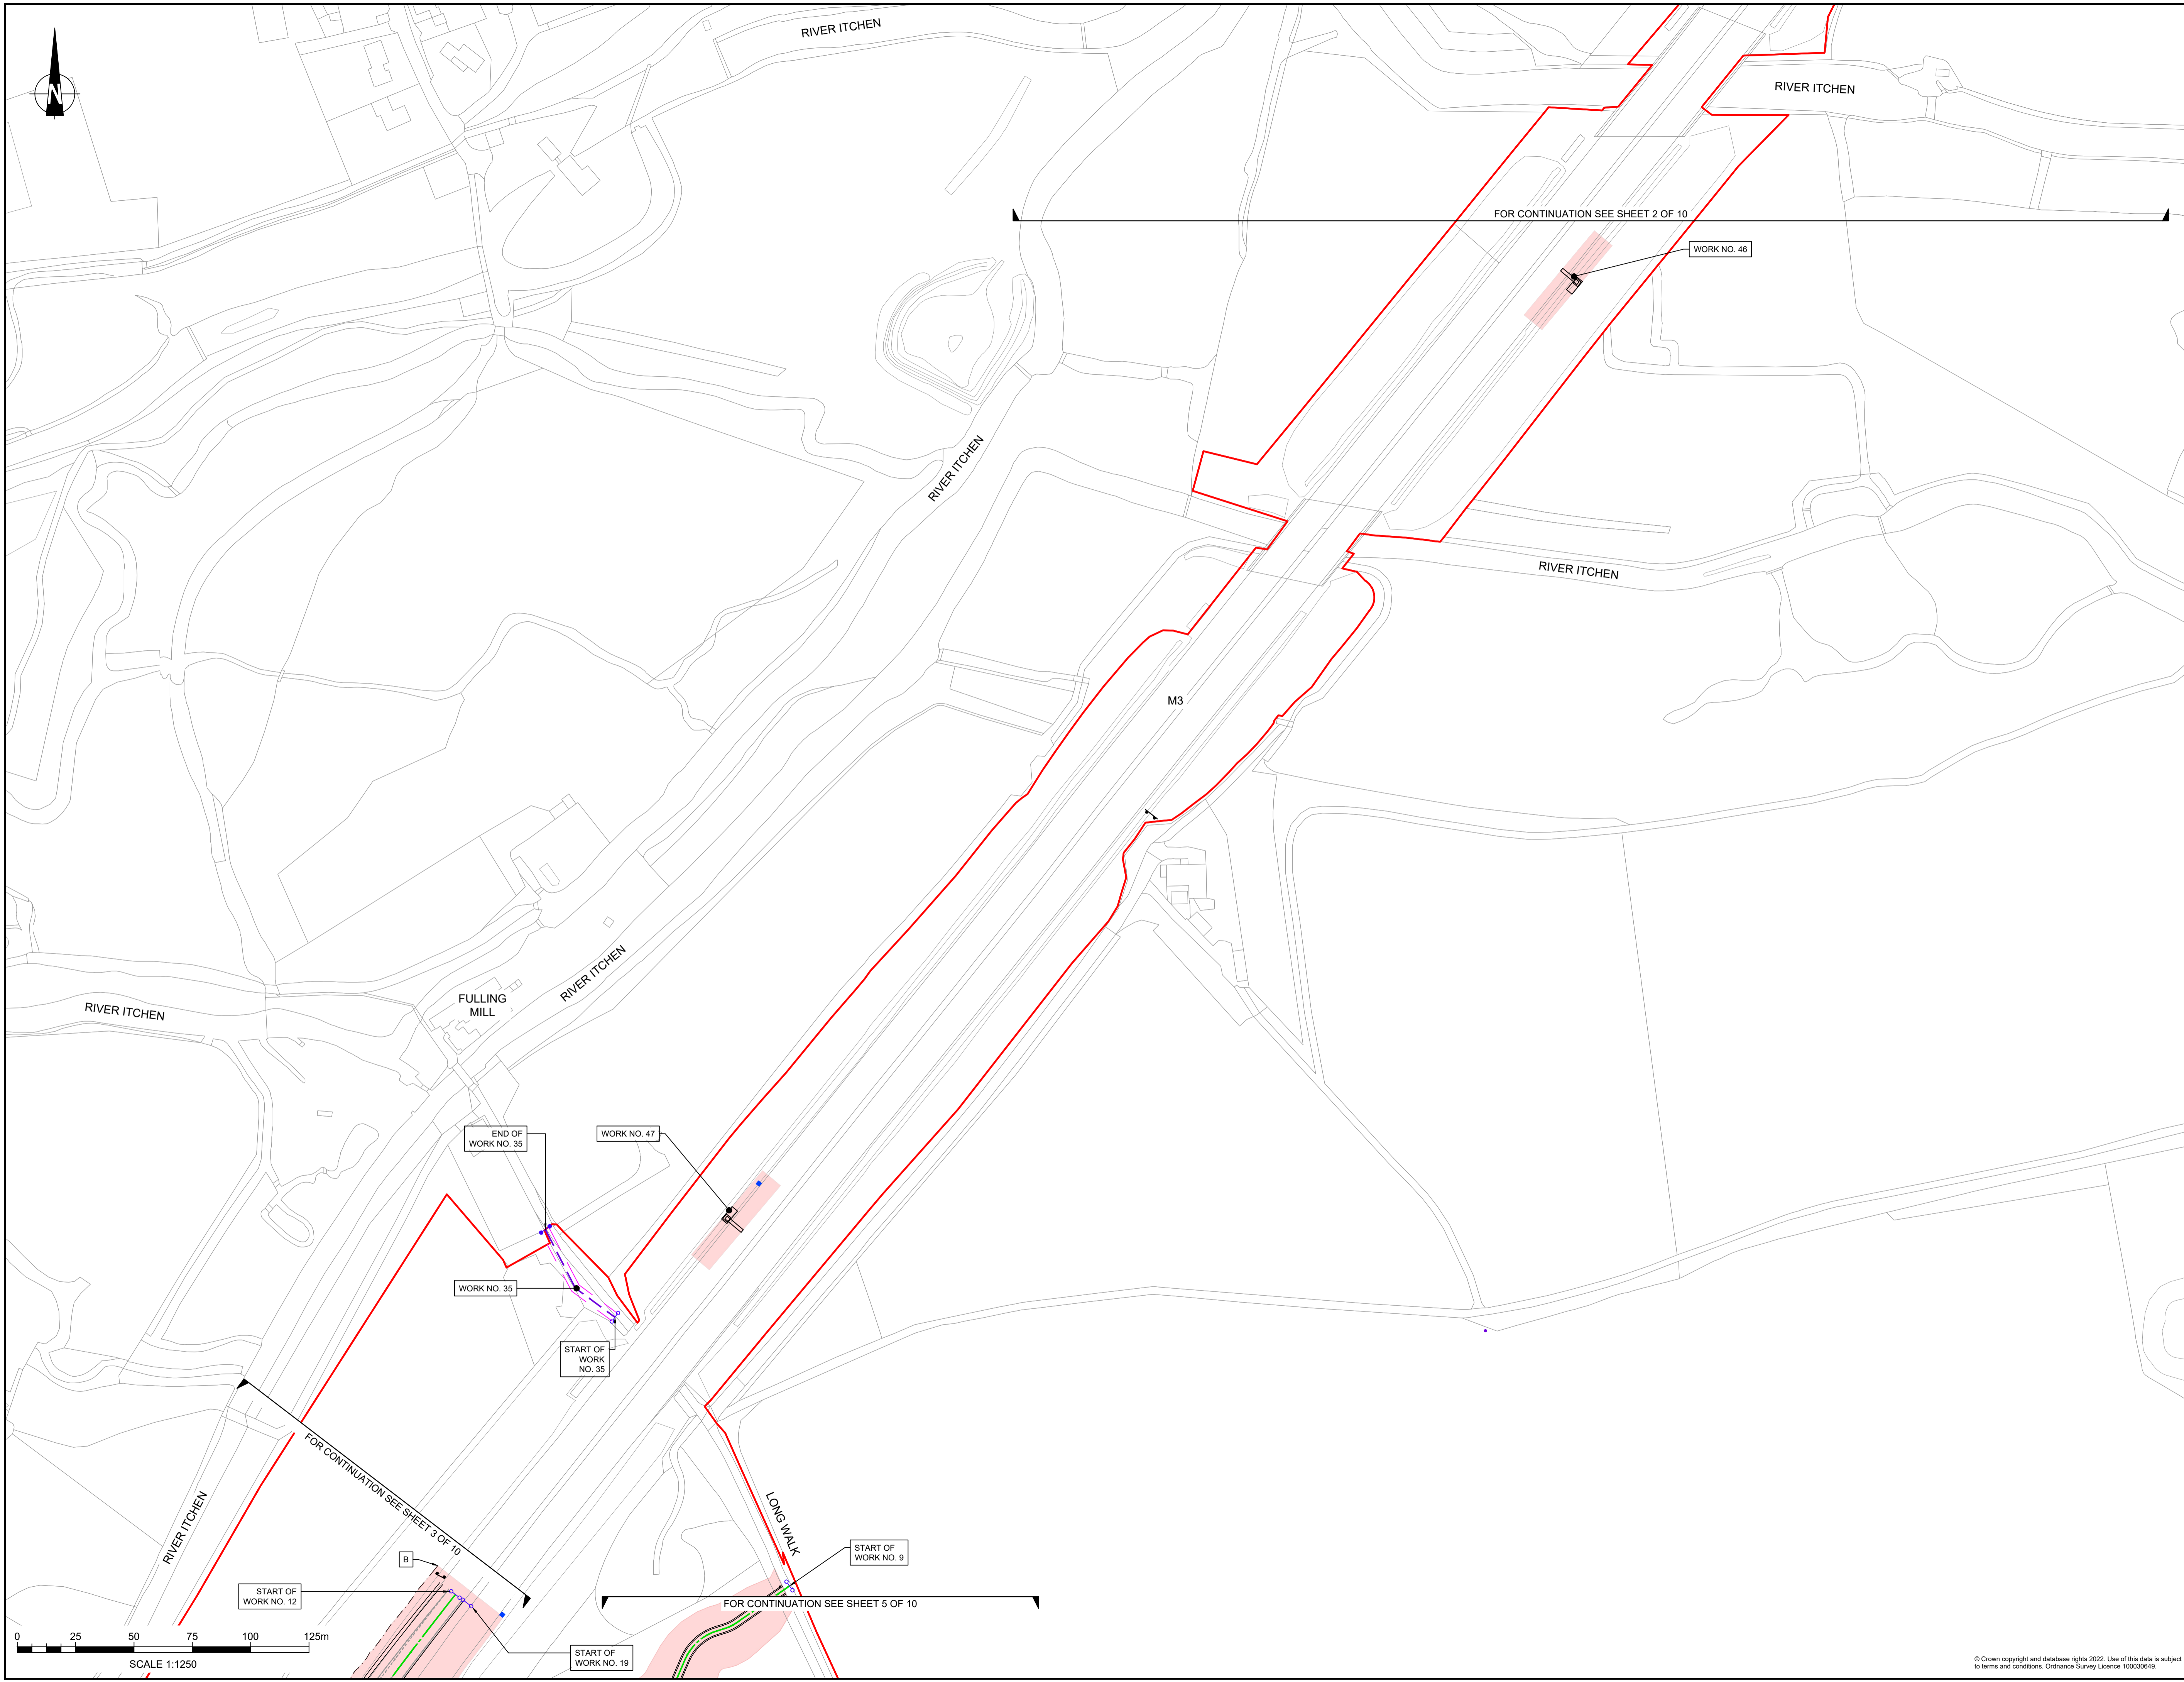 RIVER ITCHEN
N
RIVER ITCHEN
FOR CONTINUATION SEE SHEET 2 OF 10
WORK NO. 46
RIVER ITCHEN
RIVER ITCHEN
M3
RIVER ITCHEN
FULLING
MILL
RIVER ITCHEN
END OF
WORK NO. 35
WORK NO. 47
WORK NO. 35
START OF
WORK
NO. 35
FOR CONTINUATION SEE SHEET 3 OF 10
RIVER ITCHEN
LONG WALK
START OF
WORK NO. 9
B
START OF
WORK NO. 12
FOR CONTINUATION SEE SHEET 5 OF 10
START OF
WORK NO. 19
0 25 50 75 100 125m
SCALE 1:1250
© Crown copyright and database rights 2022. Use of this data is subject
to terms and conditions. Ordnance Survey Licence 100030649.